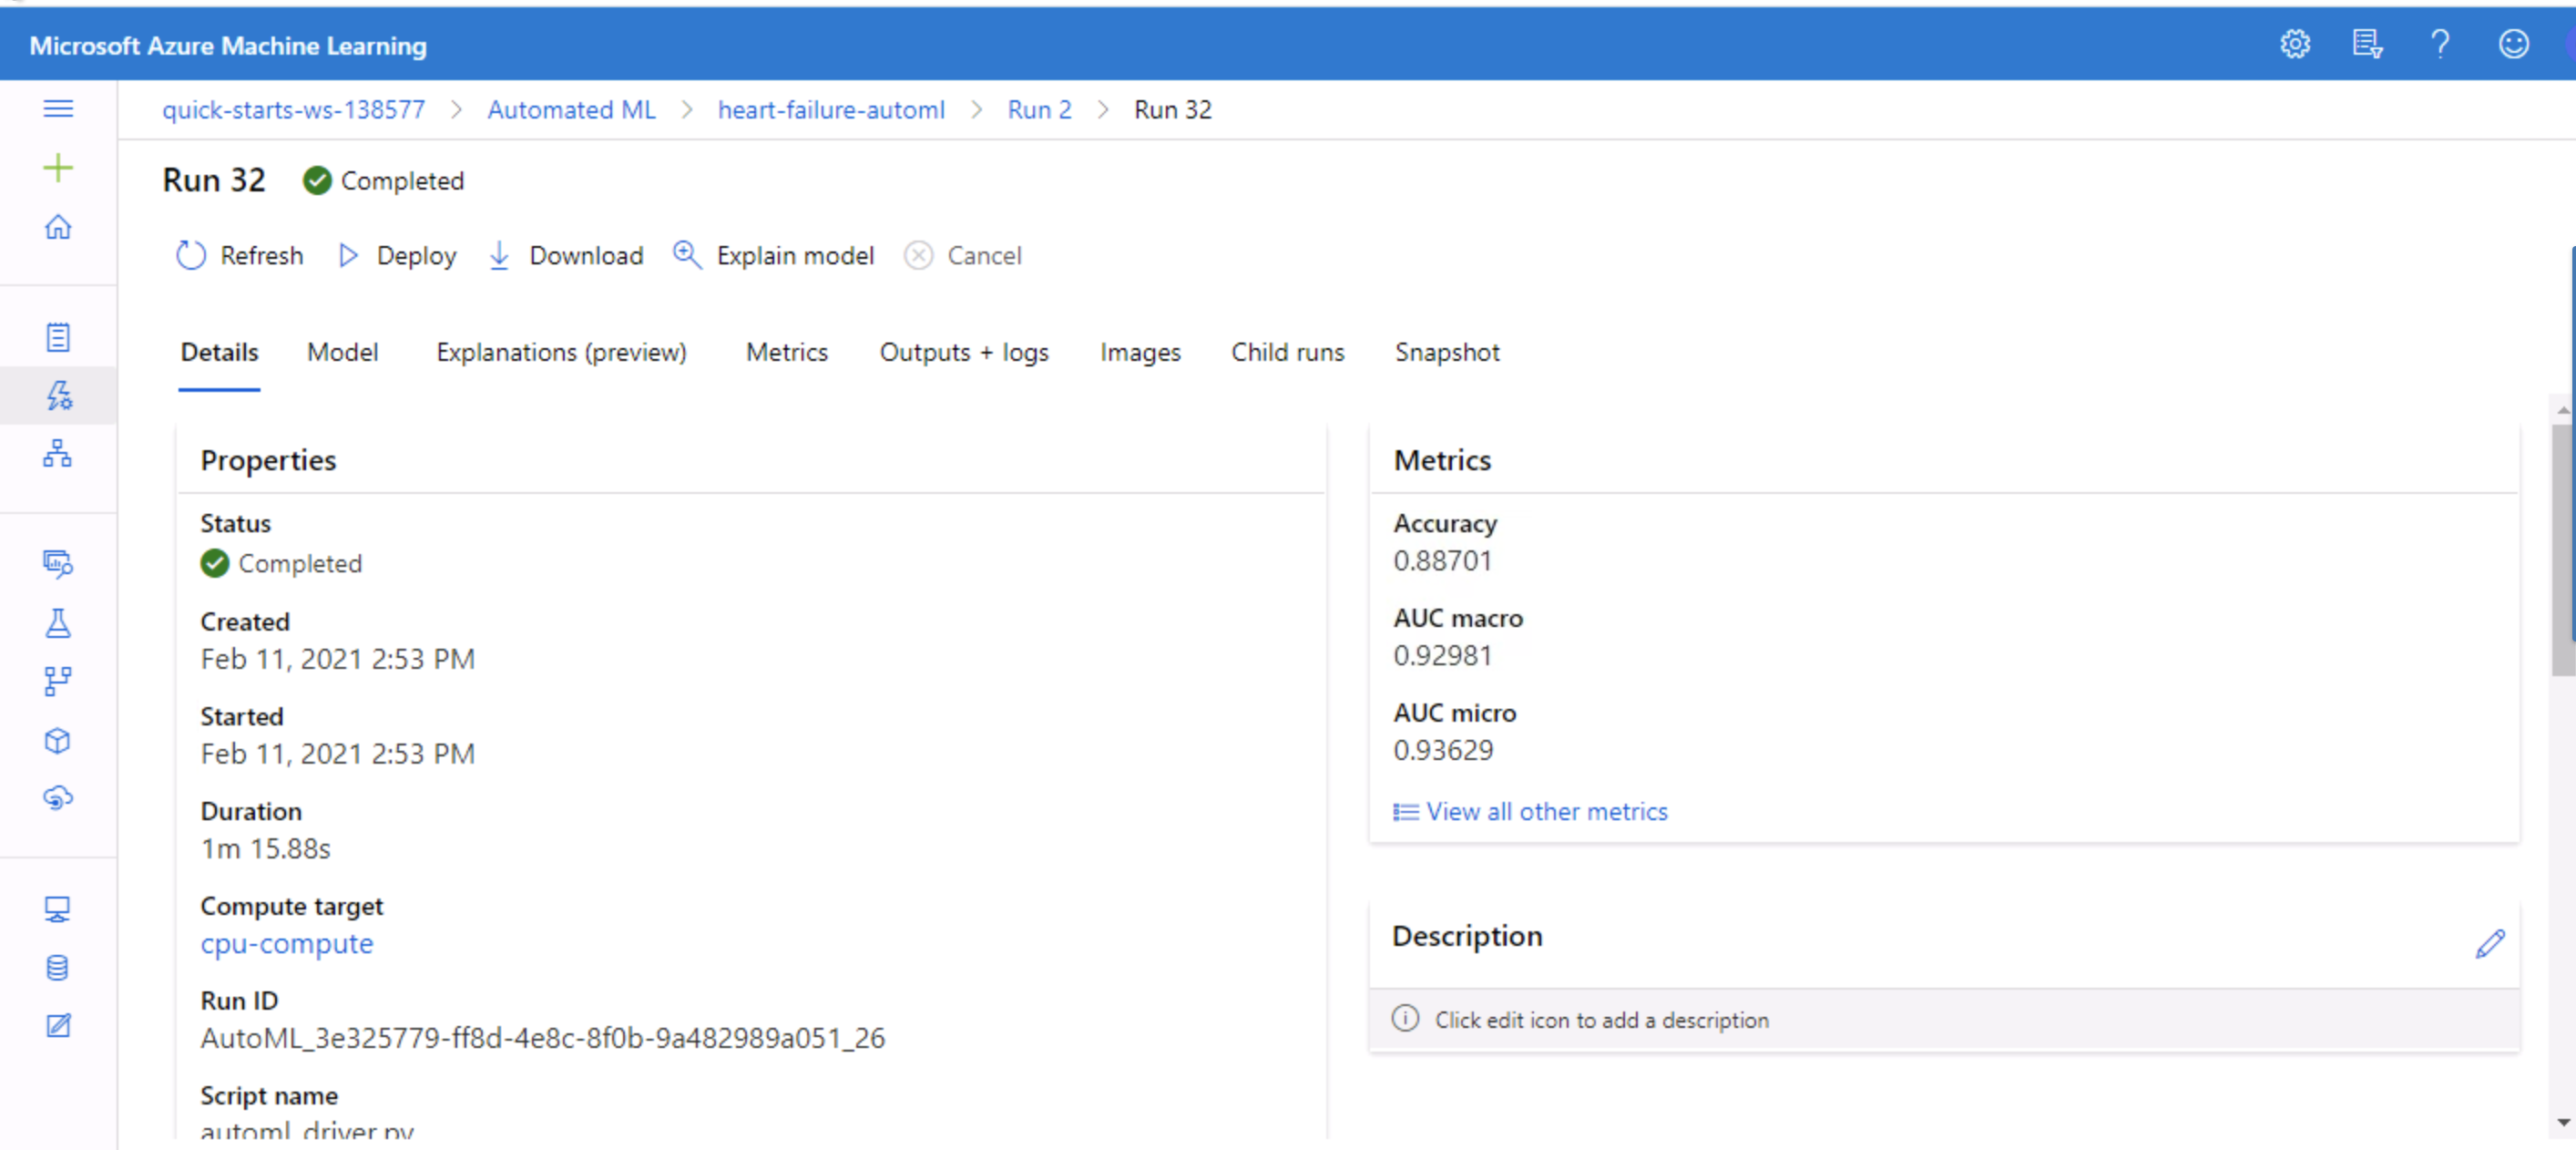 Microsoft Azure Machine Learning
quick-starts-ws-138577 > Automated ML > heart-failure-automl > Run 2 > Run 32
Run 32 Completed
Refresh Deploy Download Explain model Cancel
Details Model Explanations (preview) Metrics Outputs + logs Images Child runs Snapshot
Properties
Status
Completed
Created
Feb 11, 2021 2:53 PM
Started
Feb 11, 2021 2:53 PM
Duration
1m 15.88s
Compute target
cpu-compute
Run ID
AutoML_3e325779-ff8d-4e8c-8f0b-9a482989a051_26
Script name
automl_driver.py
Metrics
Accuracy
0.88701
AUC macro
0.92981
AUC micro
0.93629
View all other metrics
Description
Click edit icon to add a description